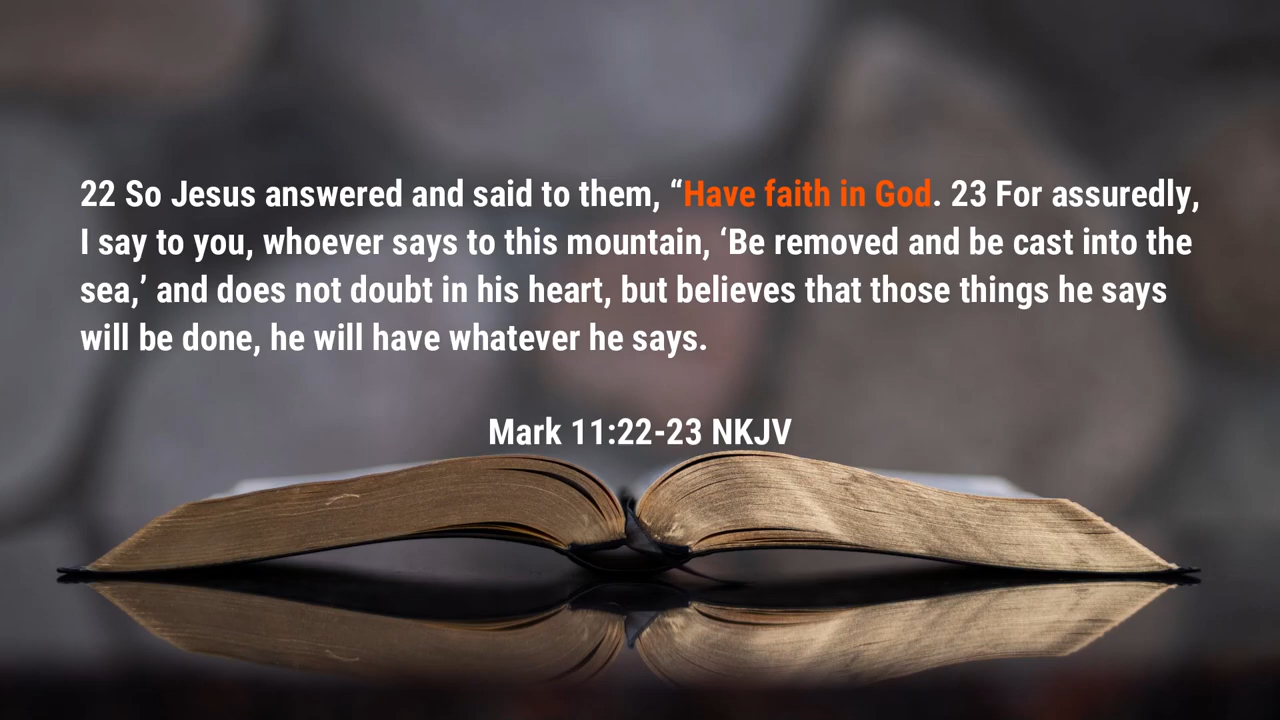 22 So Jesus answered and said to them, “Have faith in God. 23 For assuredly,
I say to you, whoever says to this mountain, ‘Be removed and be cast into the
sea,’ and does not doubt in his heart, but believes that those things he says
will be done, he will have whatever he says.
Mark 11:22-23 NKJV